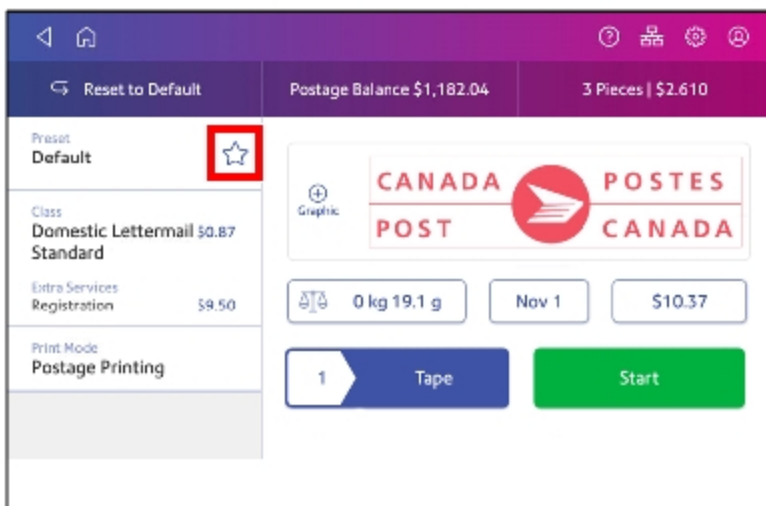 Reset to Default
Postage Balance $1,182.04
3 Pieces | $2.610
Preset
Default
Class
Domestic Lettermail $0.87
Standard
Extra Services
Registration $9.50
Print Mode
Postage Printing
Graphic
CANADA POSTES
POST CANADA
0 kg 19.1 g
Nov 1
$10.37
1 Tape
Start